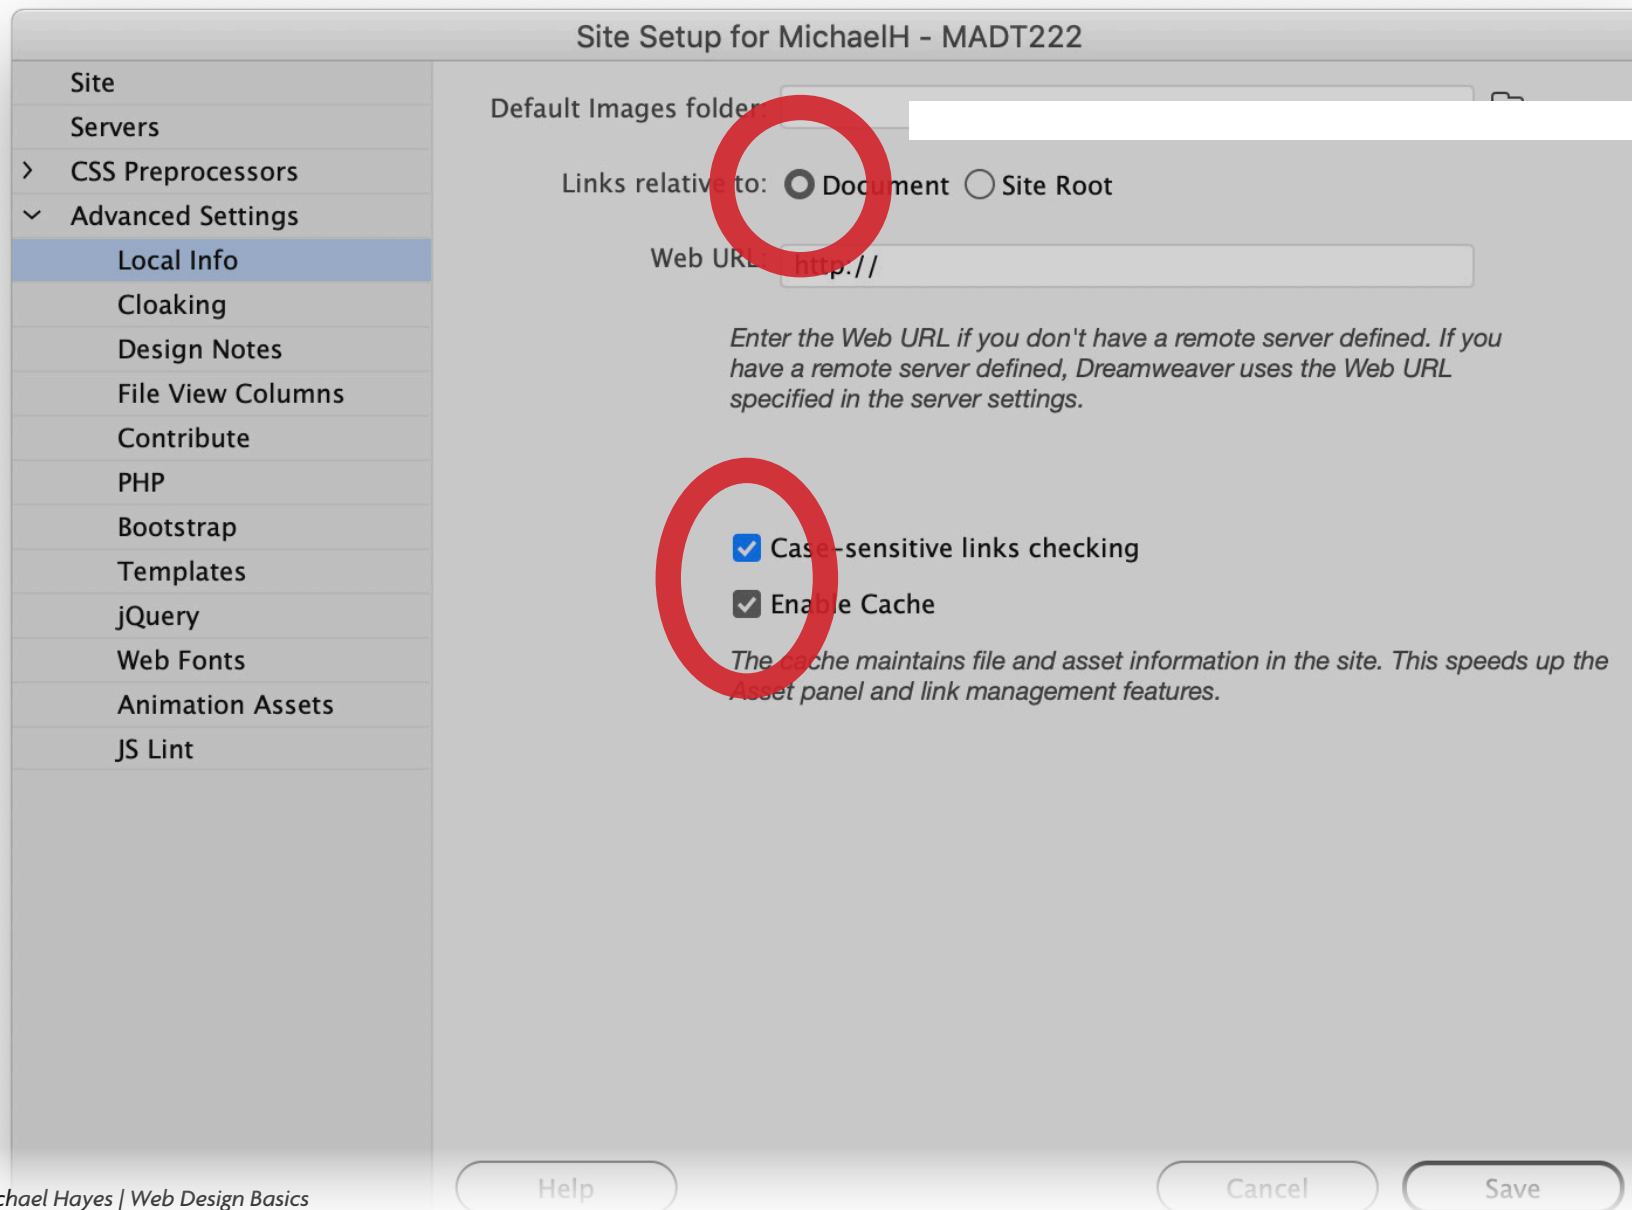 Site Setup for MichaelH - MADT222
Site
Servers
CSS Preprocessors
Advanced Settings
Local Info
Cloaking
Design Notes
File View Columns
Contribute
PHP
Bootstrap
Templates
jQuery
Web Fonts
Animation Assets
JS Lint
Default Images folder:
Links relative to: Document Site Root
Web URL: http://
Enter the Web URL if you don't have a remote server defined. If you
have a remote server defined, Dreamweaver uses the Web URL
specified in the server settings.
Case-sensitive links checking
Enable Cache
The cache maintains file and asset information in the site. This speeds up the
Asset panel and link management features.
Help Cancel Save
chael Hayes | Web Design Basics